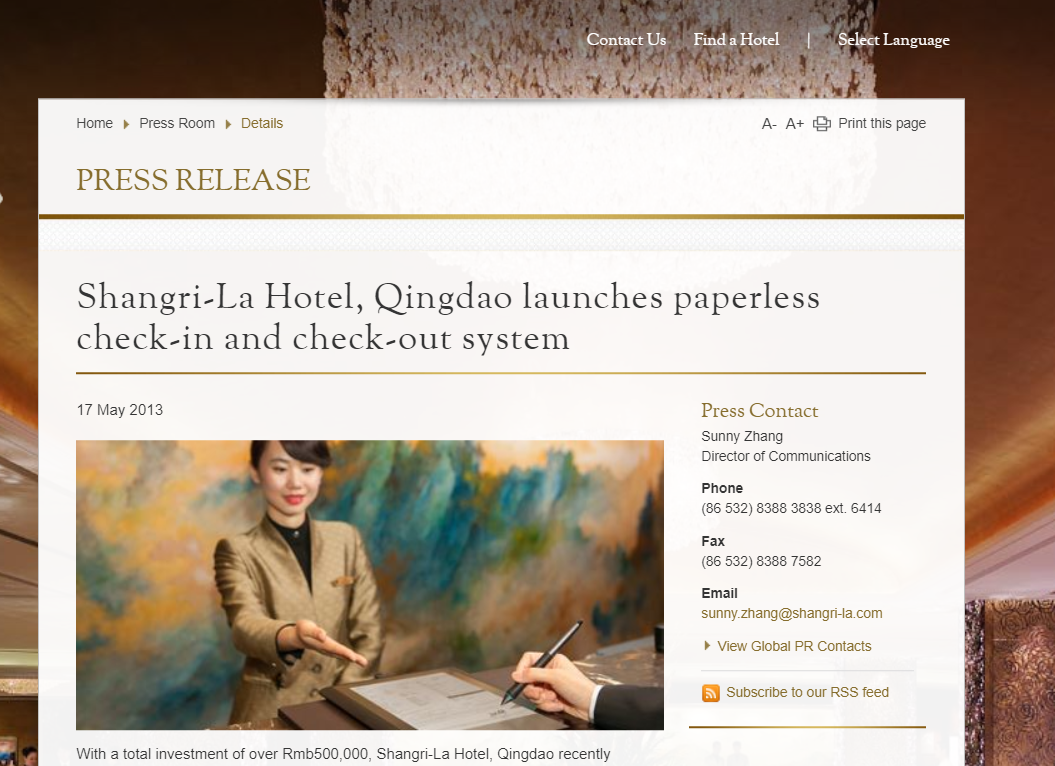 Contact Us Find a Hotel | Select Language
Home Press Room Details A- A+ Print this page
PRESS RELEASE
Shangri-La Hotel, Qingdao launches paperless
check-in and check-out system
17 May 2013
Press Contact
Sunny Zhang
Director of Communications
Phone
(86 532) 8388 3838 ext. 6414
Fax
(86 532) 8388 7582
Email
sunny.zhang@shangri-la.com
View Global PR Contacts
Subscribe to our RSS feed
With a total investment of over Rmb500,000, Shangri-La Hotel, Qingdao recently